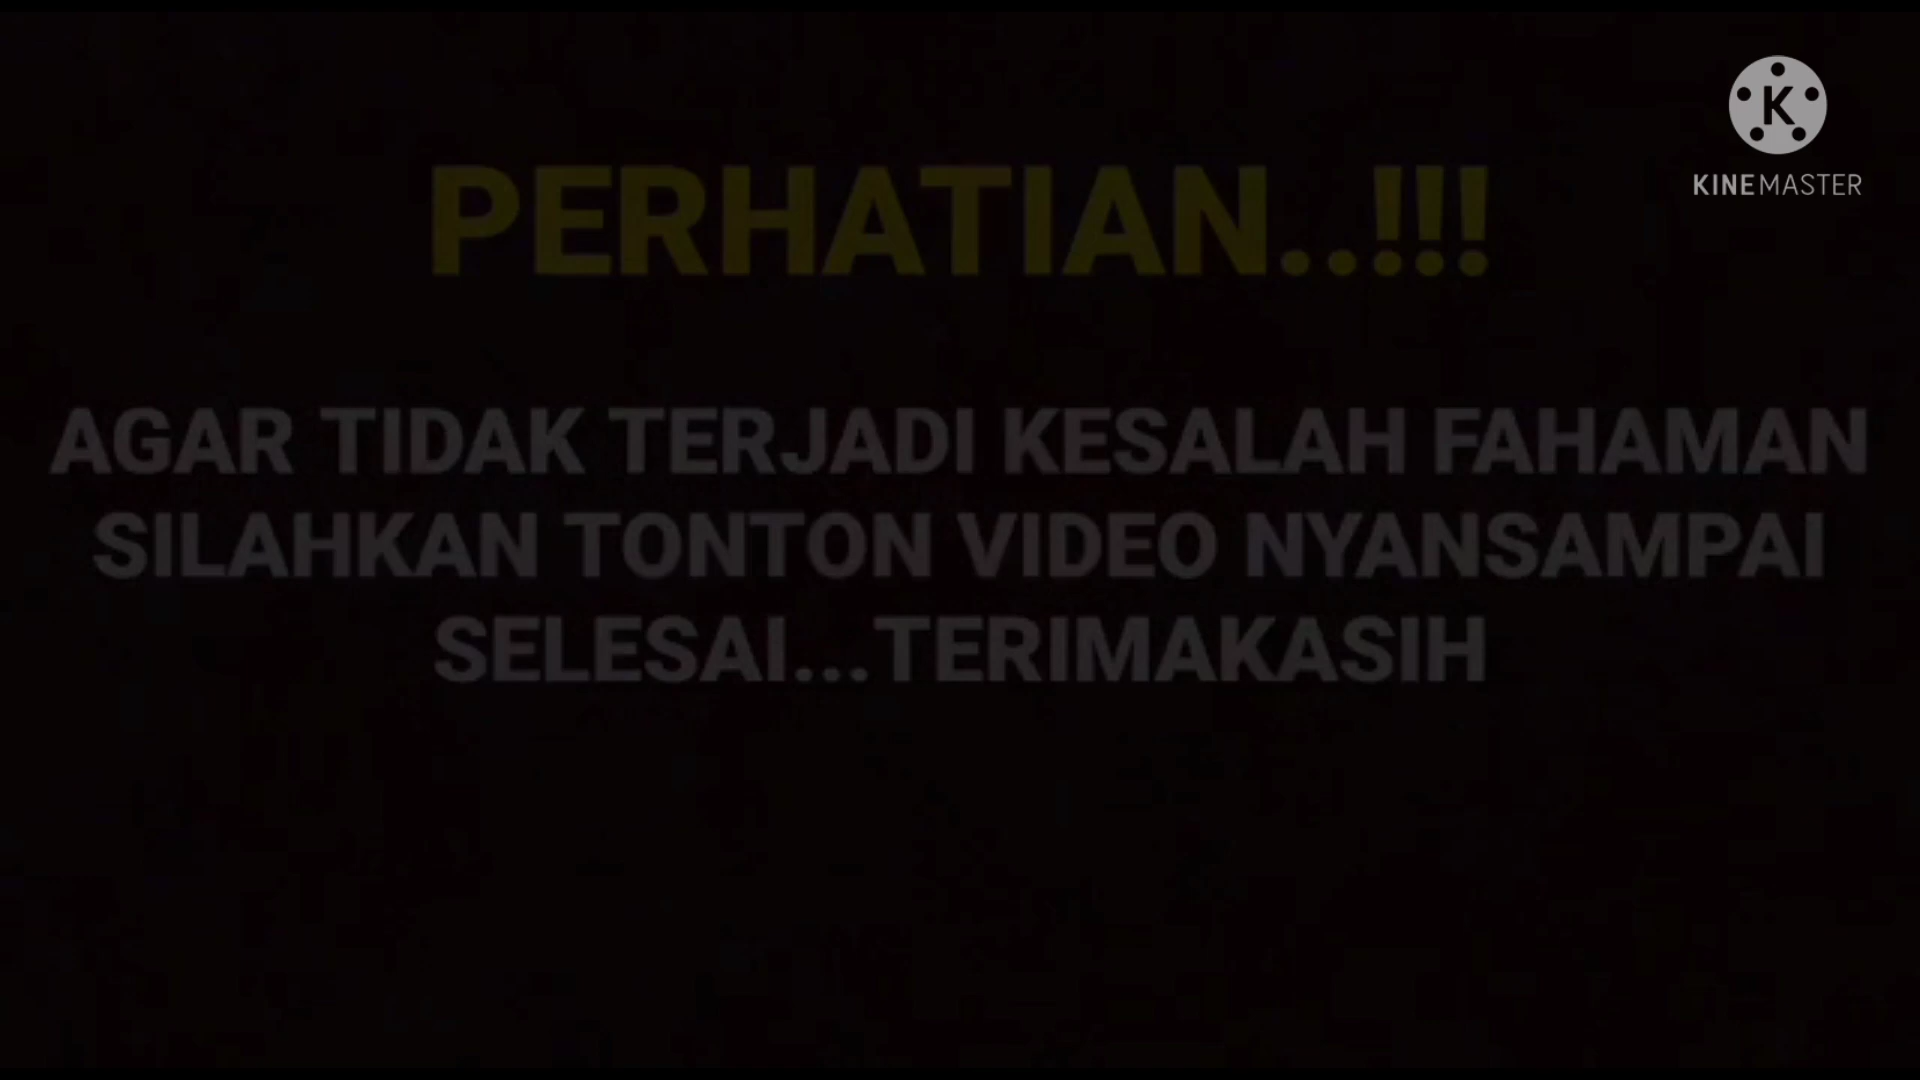 K
KINEMASTER
PERHATIAN..!!!
AGAR TIDAK TERJADI KESALAH FAHAMAN
SILAHKAN TONTON VIDEO NYANSAMPAI
SELESAI...TERIMAKASIH